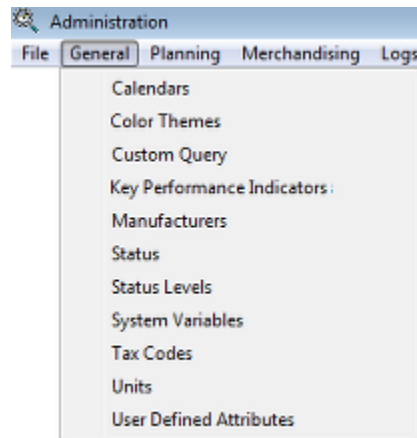 Administration
File General Planning Merchandising Logs
Calendars
Color Themes
Custom Query
Key Performance Indicators
Manufacturers
Status
Status Levels
System Variables
Tax Codes
Units
User Defined Attributes